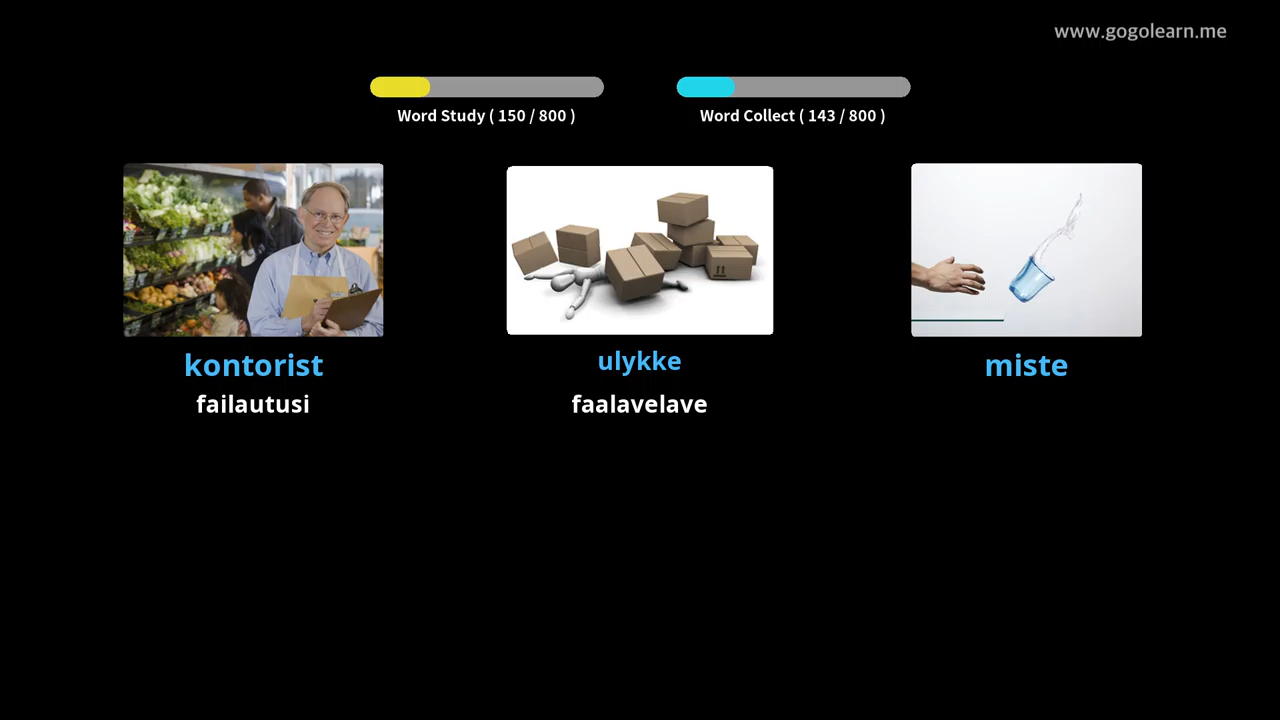 www.gogolearn.me
Word Study ( 150 / 800 )
Word Collect ( 143 / 800 )
kontorist
failautusi
ulykke
faalavelave
miste